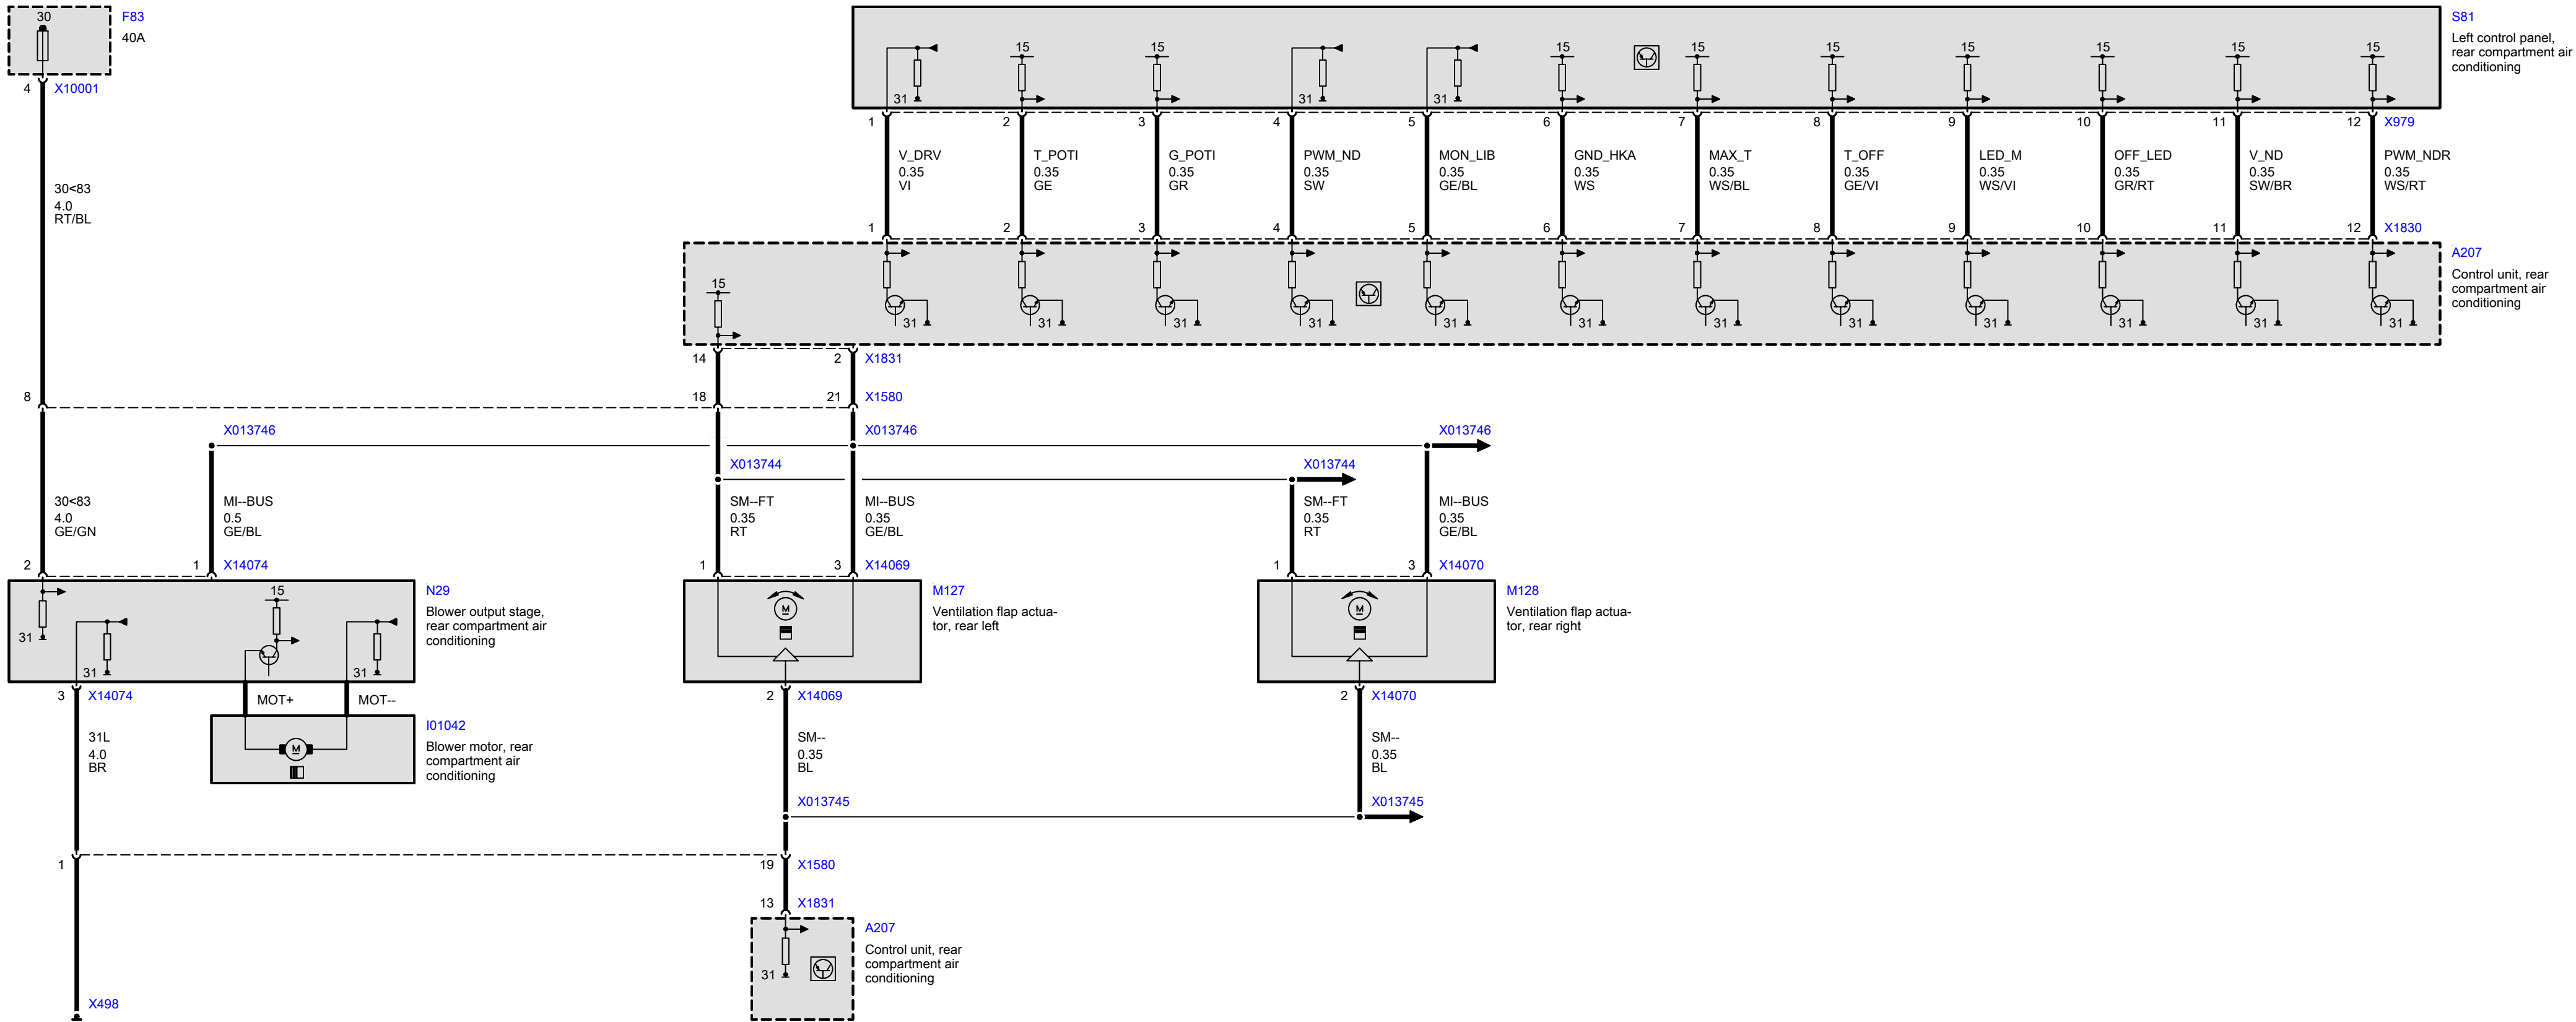 30
F83
40A
4
X10001
30<83
4.0
RT/BL
S81
Left control panel,
rear compartment air
conditioning
31
15
15
31
31
15
15
15
15
15
15
15
1
2
3
4
5
6
7
8
9
10
11
12
X979
V_DRV
0.35
VI
T_POTI
0.35
GE
G_POTI
0.35
GR
PWM_ND
0.35
SW
MON_LIB
0.35
GE/BL
GND_HKA
0.35
WS
MAX_T
0.35
WS/BL
T_OFF
0.35
GE/VI
LED_M
0.35
WS/VI
OFF_LED
0.35
GR/RT
V_ND
0.35
SW/BR
PWM_NDR
0.35
WS/RT
1
2
3
4
5
6
7
8
9
10
11
12
X1830
A207
Control unit, rear
compartment air
conditioning
15
31
31
31
31
31
31
31
31
31
31
31
31
14
2
X1831
8
18
21
X1580
X013746
X013746
X013746
X013744
X013744
30<83
4.0
GE/GN
MI--BUS
0.5
GE/BL
SM--FT
0.35
RT
MI--BUS
0.35
GE/BL
SM--FT
0.35
RT
MI--BUS
0.35
GE/BL
2
1
X14074
1
3
X14069
1
3
X14070
31
31
15
31
N29
Blower output stage,
rear compartment air
conditioning
M
M127
Ventilation flap actua-
tor, rear left
M
M128
Ventilation flap actua-
tor, rear right
3
X14074
MOT+
MOT--
2
X14069
2
X14070
31L
4.0
BR
M
I01042
Blower motor, rear
compartment air
conditioning
SM--
0.35
BL
SM--
0.35
BL
X013745
X013745
1
19
X1580
13
X1831
31
A207
Control unit, rear
compartment air
conditioning
X498